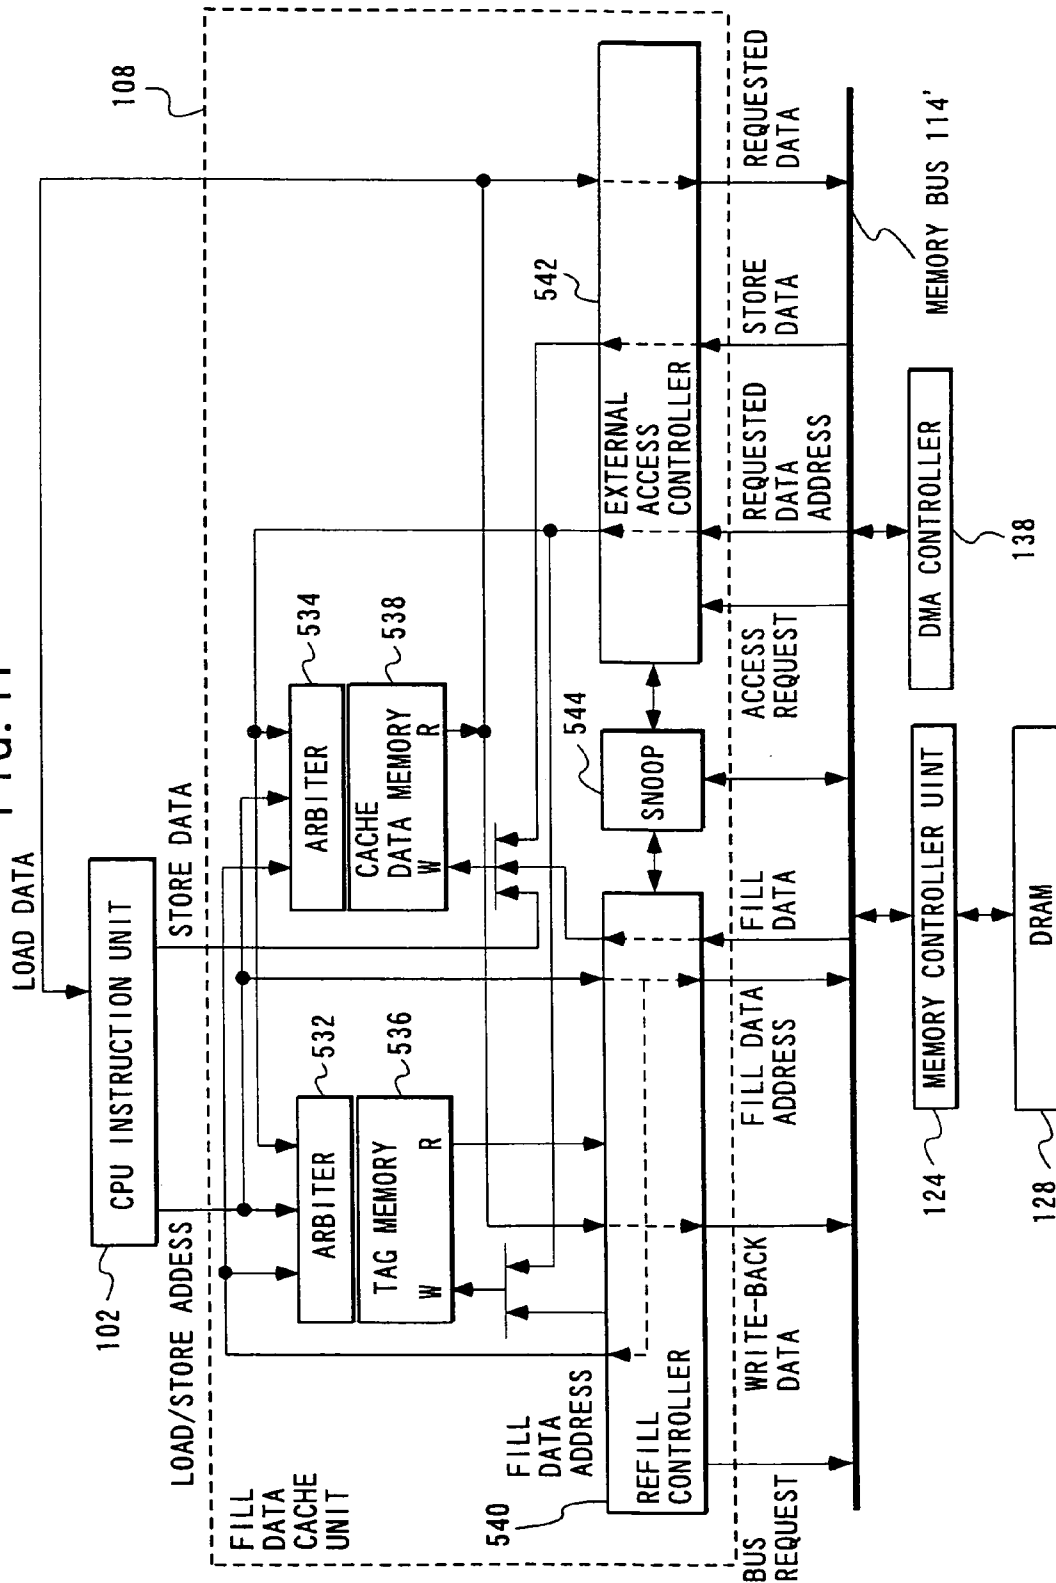 FIG. 11
LOAD DATA
108
CPU INSTRUCTION UNIT
102
LOAD/STORE ADDESS
STORE DATA
FILL
DATA
CACHE
UNIT
ARBITER
532
TAG MEMORY
W
R
536
ARBITER
534
CACHE
DATA MEMORY
W
R
538
FILL
DATA
ADDRESS
540
REFILL
CONTROLLER
544
SNOOP
542
EXTERNAL
ACCESS
CONTROLLER
BUS
REQUEST
WRITE-BACK
DATA
FILL DATA
ADDRESS
FILL
DATA
ACCESS
REQUEST
REQUESTED
DATA
ADDRESS
STORE
DATA
REQUESTED
DATA
MEMORY BUS 114'
124
MEMORY CONTROLLER UINT
DMA CONTROLLER
138
128
DRAM